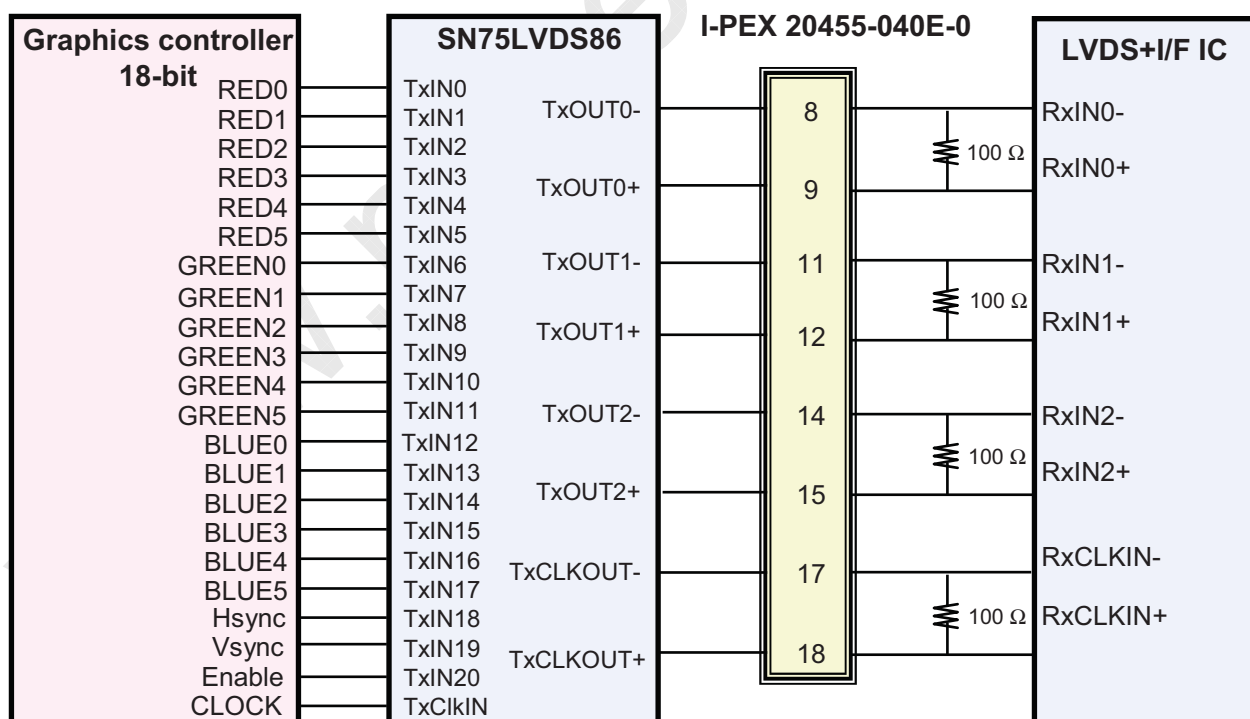 Graphics controller
18-bit
RED0
RED1
RED2
RED3
RED4
RED5
GREEN0
GREEN1
GREEN2
GREEN3
GREEN4
GREEN5
BLUE0
BLUE1
BLUE2
BLUE3
BLUE4
BLUE5
Hsync
Vsync
Enable
CLOCK
SN75LVDS86
TxIN0
TxIN1
TxIN2
TxIN3
TxIN4
TxIN5
TxIN6
TxIN7
TxIN8
TxIN9
TxIN10
TxIN11
TxIN12
TxIN13
TxIN14
TxIN15
TxIN16
TxIN17
TxIN18
TxIN19
TxIN20
TxClkIN
TxOUT0-
TxOUT0+
TxOUT1-
TxOUT1+
TxOUT2-
TxOUT2+
TxCLKOUT-
TxCLKOUT+
I-PEX 20455-040E-0
8
9
11
12
14
15
17
18
100 Ω
100 Ω
100 Ω
100 Ω
LVDS+I/F IC
RxIN0-
RxIN0+
RxIN1-
RxIN1+
RxIN2-
RxIN2+
RxCLKIN-
RxCLKIN+